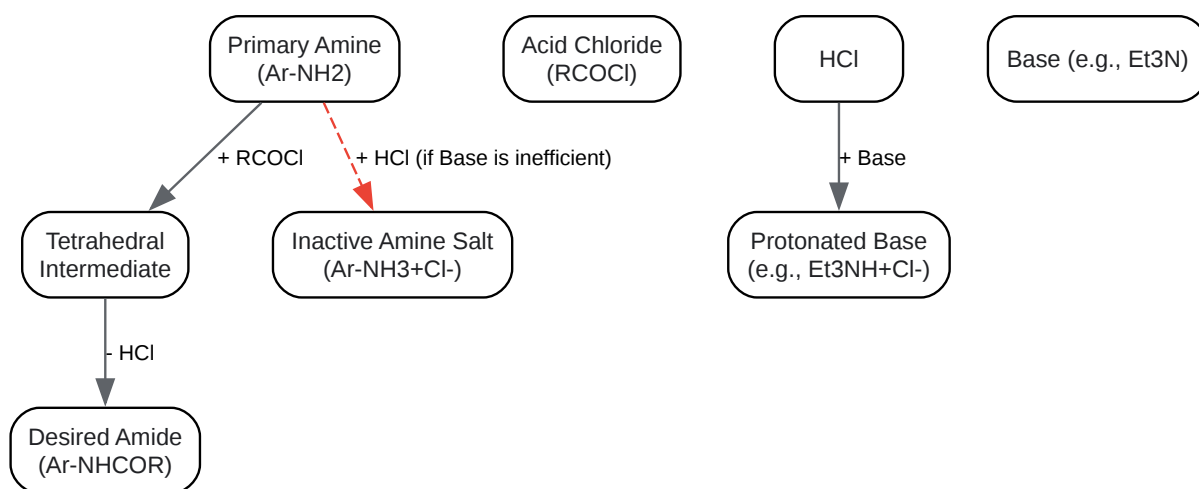 Primary Amine
(Ar-NH2)
Acid Chloride
(RCOCl)
HCl
Base (e.g., Et3N)
+ RCOCl
+ HCl (if Base is inefficient)
+ Base
Tetrahedral
Intermediate
Inactive Amine Salt
(Ar-NH3+Cl-)
Protonated Base
(e.g., Et3NH+Cl-)
- HCl
Desired Amide
(Ar-NHCOR)